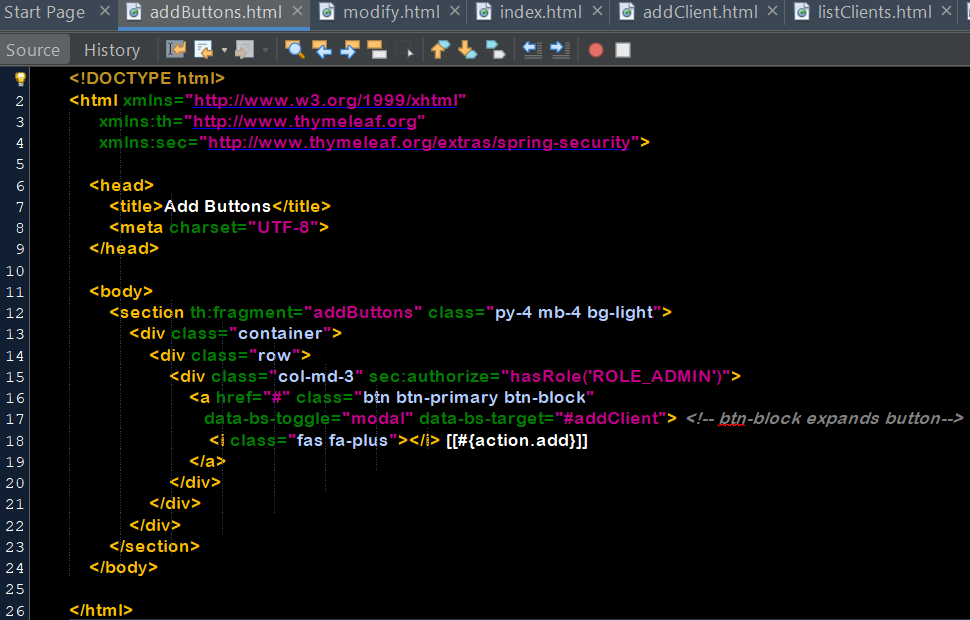 Start Page addButtons.html modify.html index.html addClient.html listClients.html
Source History
<!DOCTYPE html>
2 <html xmlns="http://www.w3.org/1999/xhtml"
3 xmlns:th="http://www.thymeleaf.org"
4 xmlns:sec="http://www.thymeleaf.org/extras/spring-security">
5
6 <head>
7 <title>Add Buttons</title>
8 <meta charset="UTF-8">
9 </head>
10
11 <body>
12 <section th:fragment="addButtons" class="py-4 mb-4 bg-light">
13 <div class="container">
14 <div class="row">
15 <div class="col-md-3" sec:authorize="hasRole('ROLE_ADMIN')">
16 <a href="#" class="btn btn-primary btn-block"
17 data-bs-toggle="modal" data-bs-target="#addClient"> <!-- btn-block expands button-->
18 <i class="fas fa-plus"></i> [[#{action.add}]]
19 </a>
20 </div>
21 </div>
22 </div>
23 </section>
24 </body>
25
26 </html>